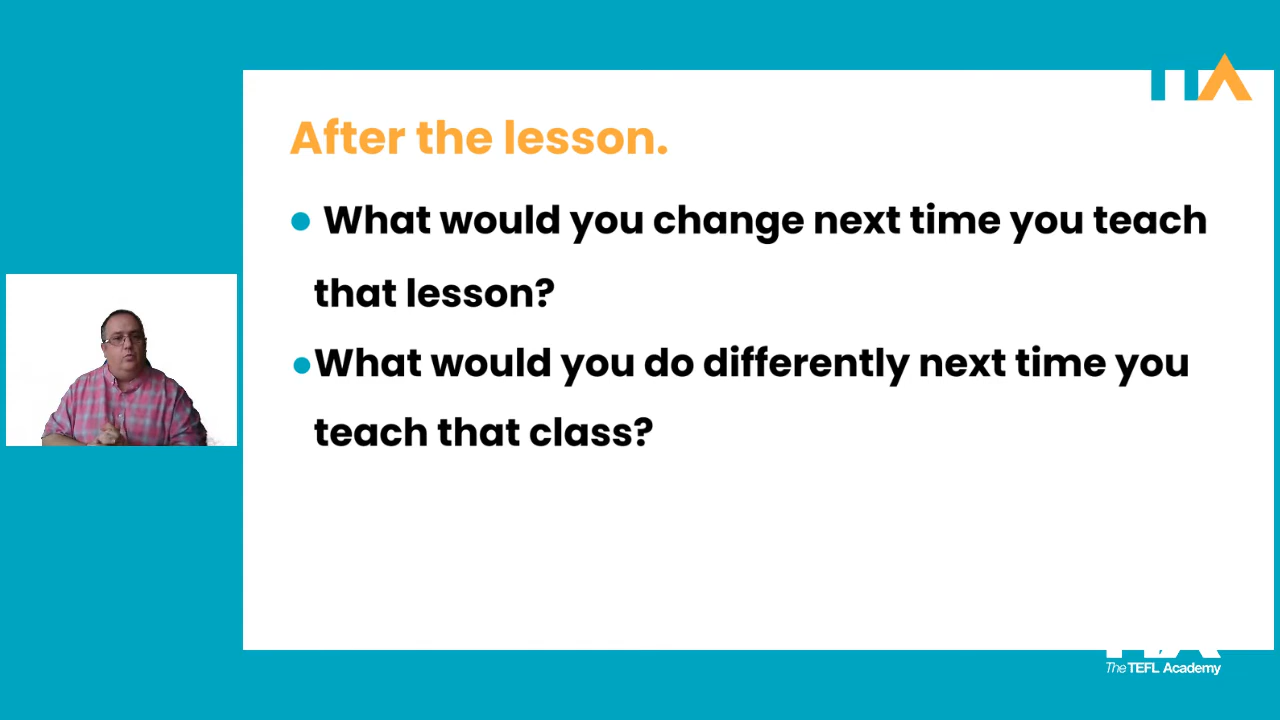 After the lesson.
● What would you change next time you teach
that lesson?
●What would you do differently next time you
teach that class?
The TEFL Academy